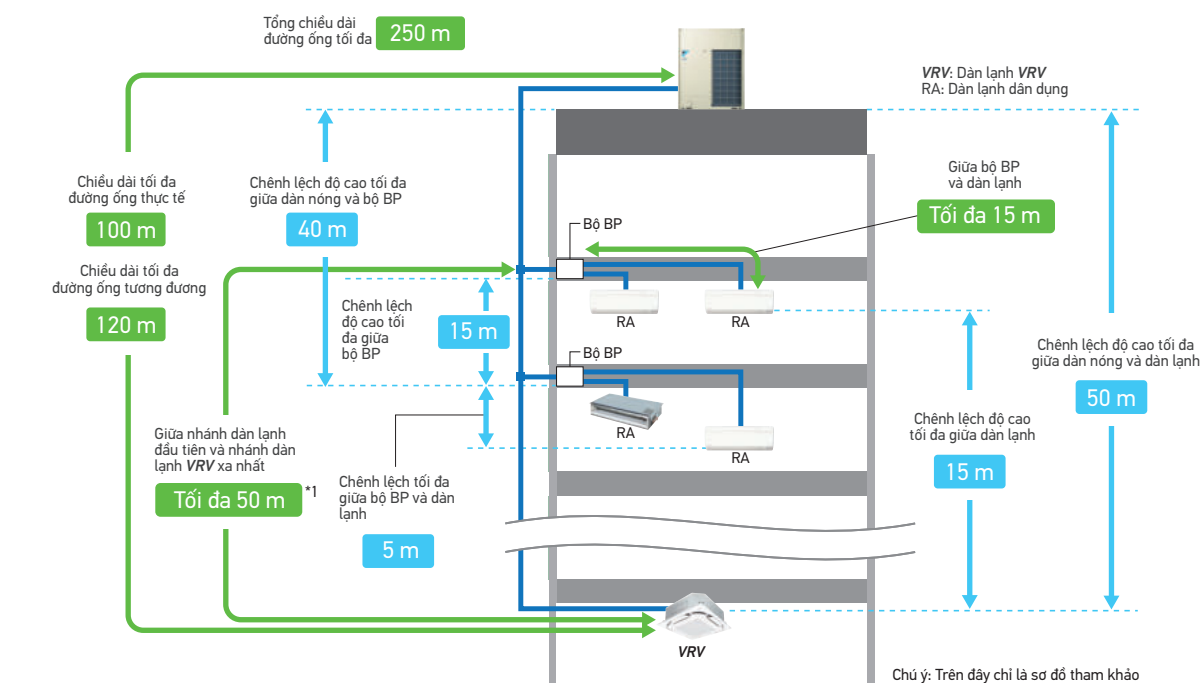 Tổng chiều dài
đường ống tối đa
250 m
VRV: Dàn lạnh VRV
RA: Dàn lạnh dân dụng
Chiều dài tối đa
đường ống thực tế
100 m
Chiều dài tối đa
đường ống tương đương
120 m
Chênh lệch độ cao tối đa
giữa dàn nóng và bộ BP
40 m
Giữa bộ BP
và dàn lạnh
Tối đa 15 m
Bộ BP
RA
RA
Chênh lệch
độ cao tối
đa giữa
bộ BP
15 m
Bộ BP
RA
RA
Chênh lệch độ cao tối đa
giữa dàn nóng và dàn lạnh
50 m
Chênh lệch độ cao
tối đa giữa dàn lạnh
15 m
Giữa nhánh dàn lạnh
đầu tiên và nhánh dàn
lạnh VRV xa nhất
Tối đa 50 m *1
Chênh lệch tối đa
giữa bộ BP và dàn
lạnh
5 m
VRV
Chú ý: Trên đây chỉ là sơ đồ tham khảo